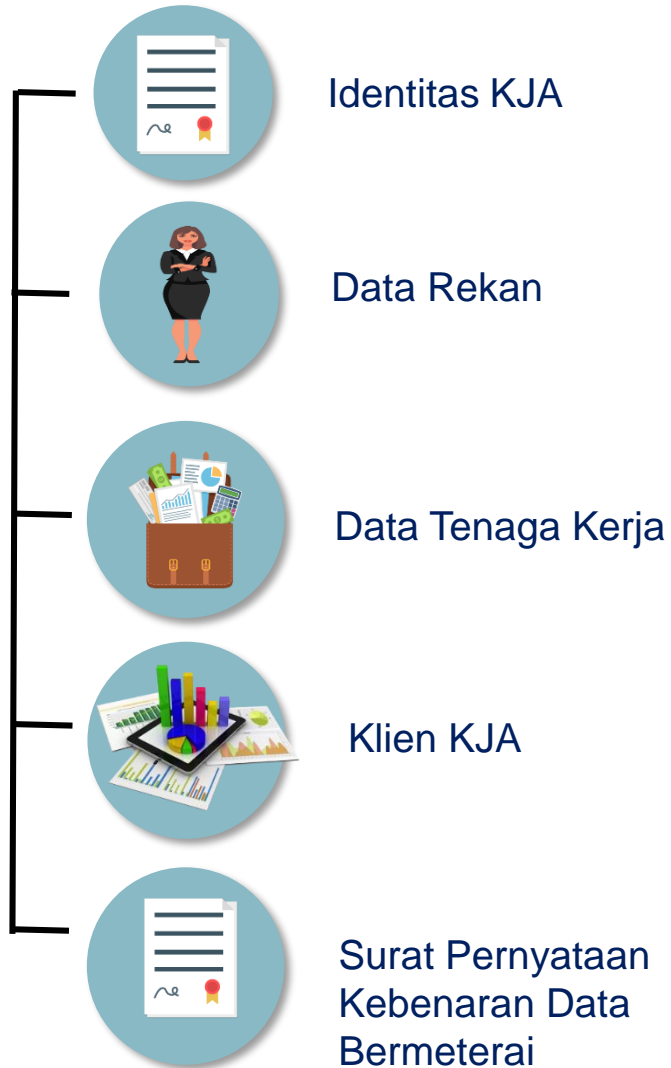 Identitas KJA
Data Rekan
Data Tenaga Kerja
Klien KJA
Surat Pernyataan
Kebenaran Data
Bermeterai